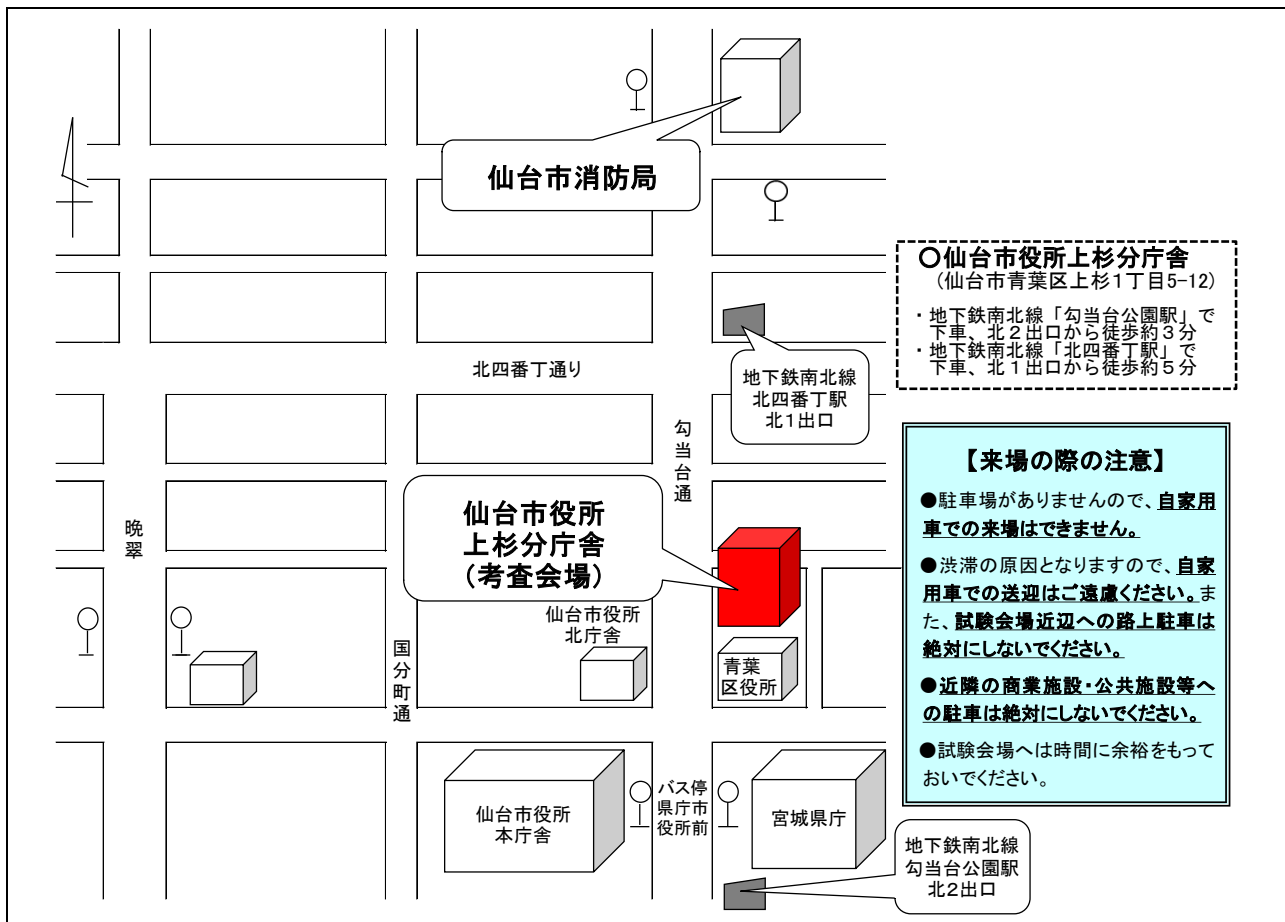 仙台市消防局
〇仙台市役所上杉分庁舎
(仙台市青葉区上杉1丁目5-12)
・地下鉄南北線「勾当台公園駅」で
下車、北2出口から徒歩約3分
・地下鉄南北線「北四番丁駅」で
下車、北1出口から徒歩約5分
北四番丁通り
地下鉄南北線
北四番丁駅
北1出口
勾当台通
【来場の際の注意】
●駐車場がありませんので、自家用
車での来場はできません。
●渋滞の原因となりますので、自家
用車での送迎はご遠慮ください。ま
た、試験会場近辺への路上駐車は
絶対にしないでください。
●近隣の商業施設・公共施設等へ
の駐車は絶対にしないでください。
●試験会場へは時間に余裕をもって
おいでください。
仙台市役所
上杉分庁舎
(考査会場)
晩翠
仙台市役所
北庁舎
国分町通
青葉
区役所
仙台市役所
本庁舎
バス停
県庁市
役所前
宮城県庁
地下鉄南北線
勾当台公園駅
北2出口